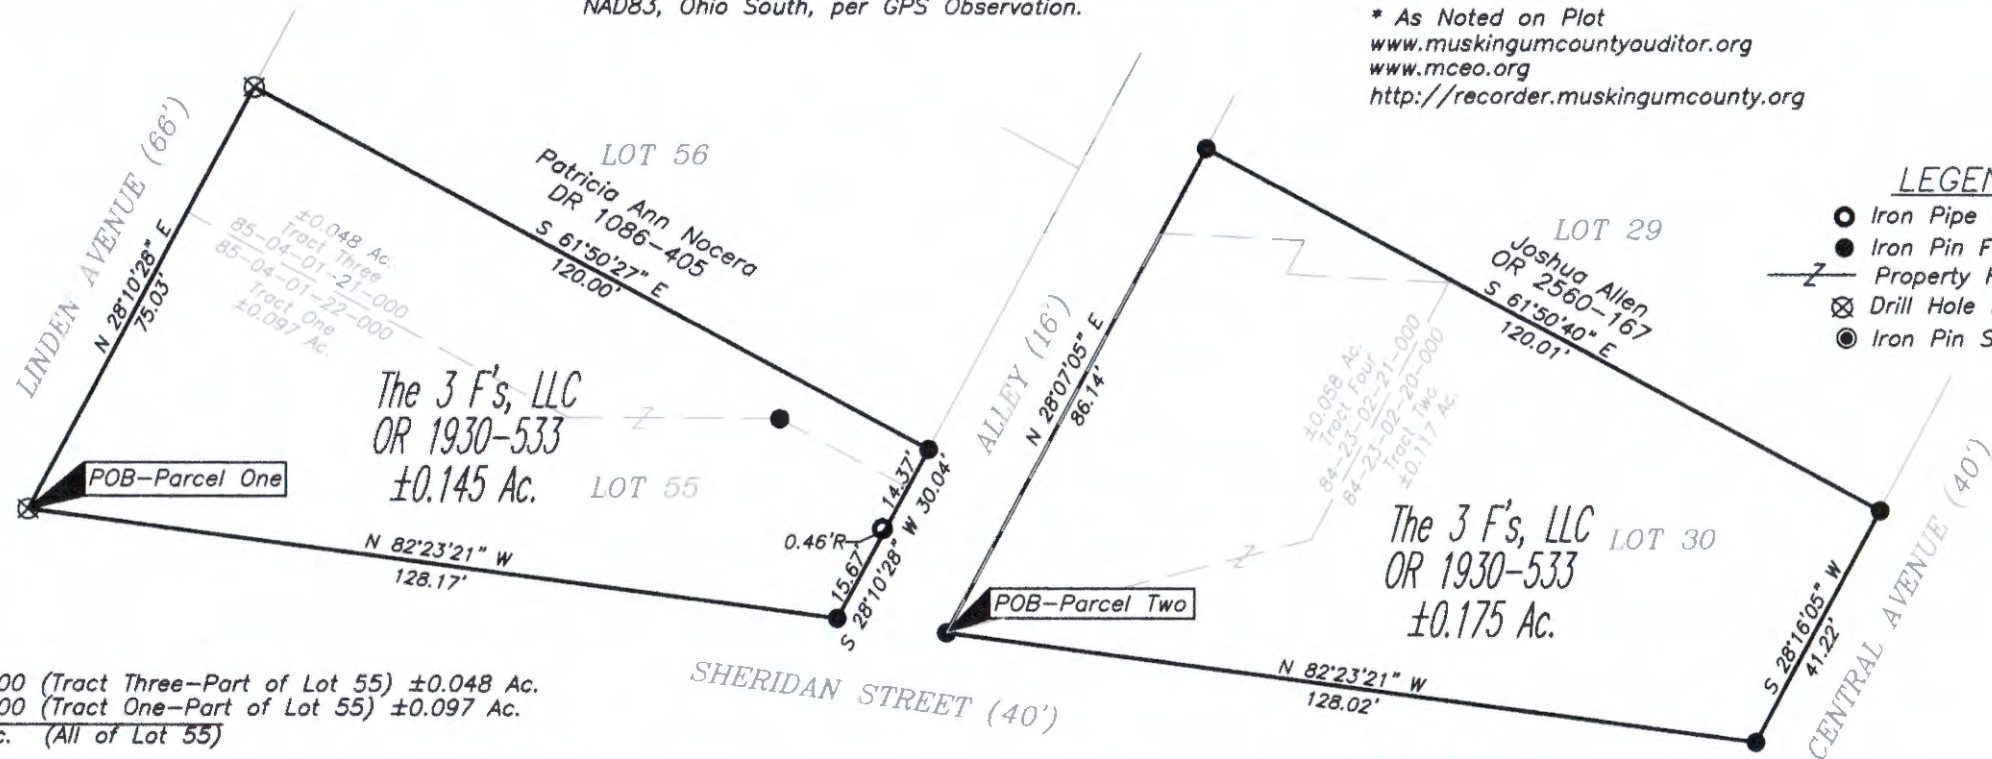 NAD83, Ohio South, per GPS Observation.
* As Noted on Plat
www.muskingumcountyauditor.org
www.mceo.org
http://recorder.muskingumcounty.org
LINDEN AVENUE (66')
N 28°10'28" E
75.03'
±0.048 Ac.
Tract Three
85-04-01-21-000
85-04-01-22-000
Tract One
±0.097 Ac.
LOT 56
Patricia Ann Nocera
DR 1086-405
S 61°50'27" E
120.00'
The 3 F's, LLC
OR 1930-533
±0.145 Ac.
LOT 55
POB-Parcel One
N 82°23'21" W
128.17'
14.37'
0.46'R
15.67'
S 28°10'28" W 30.04'
ALLEY (16')
N 28°07'05" E
86.14'
LOT 29
Joshua Allen
OR 2560-167
S 61°50'40" E
120.01'
±0.058 Ac.
Tract Four
84-23-02-21-000
84-23-02-20-000
Tract Two
±0.117 Ac.
The 3 F's, LLC
OR 1930-533
±0.175 Ac.
LOT 30
POB-Parcel Two
N 82°23'21" W
128.02'
S 28°16'05" W
41.22'
CENTRAL AVENUE (40')
SHERIDAN STREET (40')
LEGEN
Iron Pipe
Iron Pin F
Z Property H
Drill Hole
Iron Pin S
00 (Tract Three-Part of Lot 55) ±0.048 Ac.
00 (Tract One-Part of Lot 55) ±0.097 Ac.
c. (All of Lot 55)